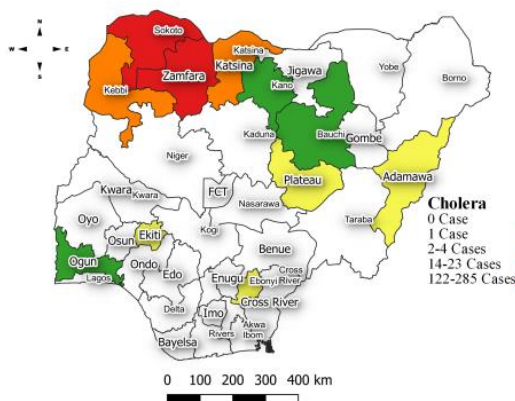 N
W E
S
Sokoto
Katsina
Zamfara
Katsina
Kebbi
Kano
Jigawa
Yobe
Borno
Kaduna
Bauchi
Gombe
Niger
Plateau
Adamawa
Kwara
Kwara
FCT
Nasarawa
Taraba
Cholera
0 Case
1 Case
2-4 Cases
14-23 Cases
122-285 Cases
Oyo
Osun
Ekiti
Kogi
Benue
Ogun
Lagos
Ondo
Edo
Enugu
Ebonyi
Cross
River
Cross River
Delta
Imo
Rivers
Akwa
Ibom
Bayelsa
0 100 200 300 400 km